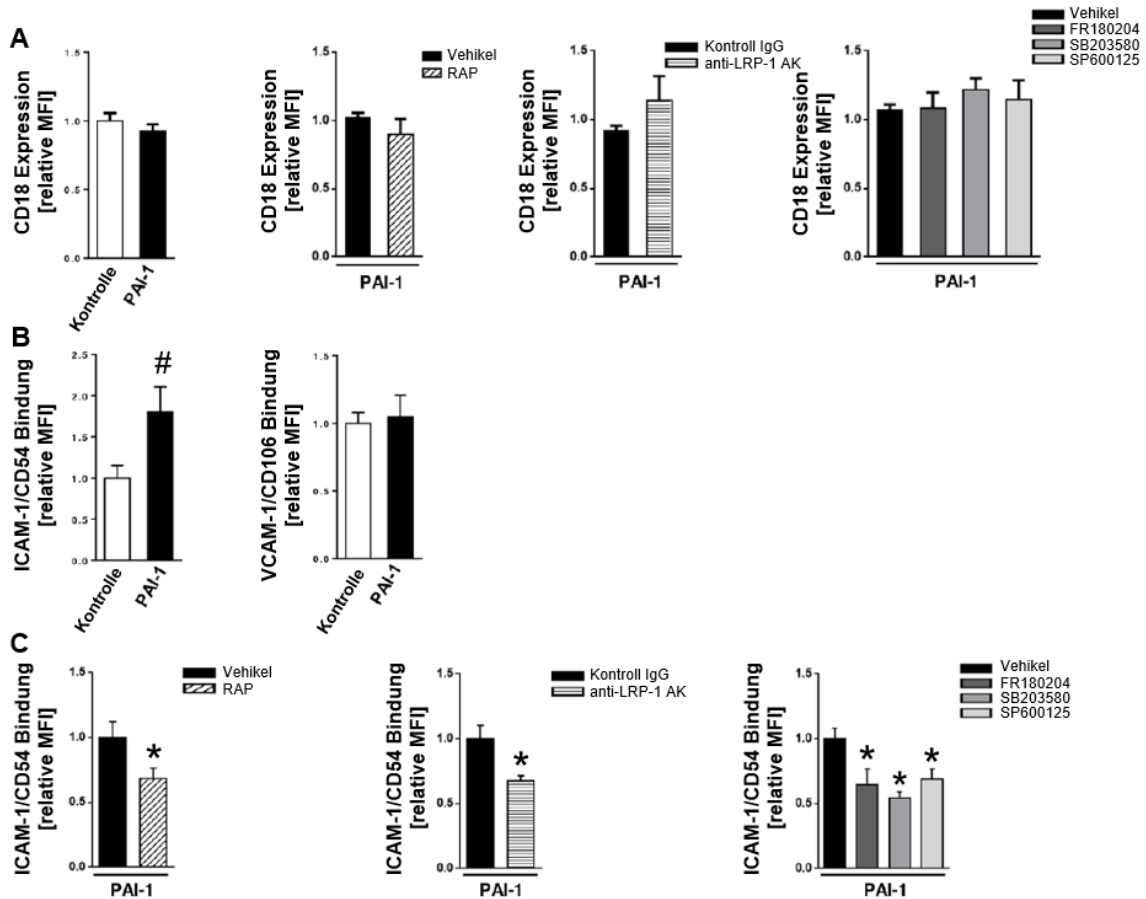 A
CD18 Expression
[relative MFI]
1.5
1.0
0.5
0.0
Kontrolle
PAI-1
CD18 Expression
[relative MFI]
1.5
1.0
0.5
0.0
Vehikel
RAP
PAI-1
CD18 Expression
[relative MFI]
1.5
1.0
0.5
0.0
Kontroll IgG
anti-LRP-1 AK
PAI-1
CD18 Expression
[relative MFI]
1.5
1.0
0.5
0.0
Vehikel
FR180204
SB203580
SP600125
PAI-1
B
ICAM-1/CD54 Bindung
[relative MFI]
2.5
2.0
1.5
1.0
0.5
0.0
#
Kontrolle
PAI-1
VCAM-1/CD106 Bindung
[relative MFI]
1.5
1.0
0.5
0.0
Kontrolle
PAI-1
C
ICAM-1/CD54 Bindung
[relative MFI]
1.5
1.0
0.5
0.0
Vehikel
RAP
*
PAI-1
ICAM-1/CD54 Bindung
[relative MFI]
1.5
1.0
0.5
0.0
Kontroll IgG
anti-LRP-1 AK
*
PAI-1
ICAM-1/CD54 Bindung
[relative MFI]
1.5
1.0
0.5
0.0
Vehikel
FR180204
SB203580
SP600125
* * *
PAI-1